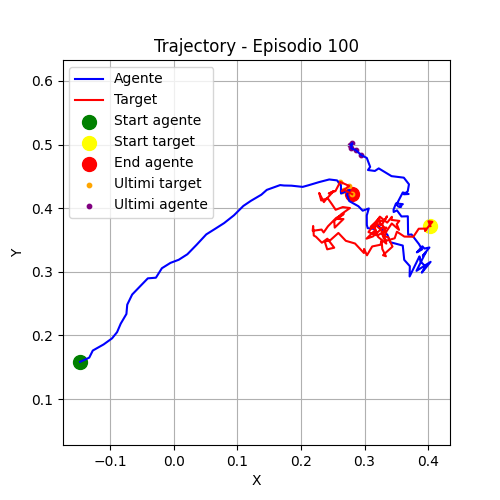 Trajectory - Episodio 100
Agente
Target
Start agente
Start target
End agente
Ultimi target
Ultimi agente
0.6
0.5
0.4
0.3
0.2
0.1
Y
−0.1
0.0
0.1
0.2
0.3
0.4
X